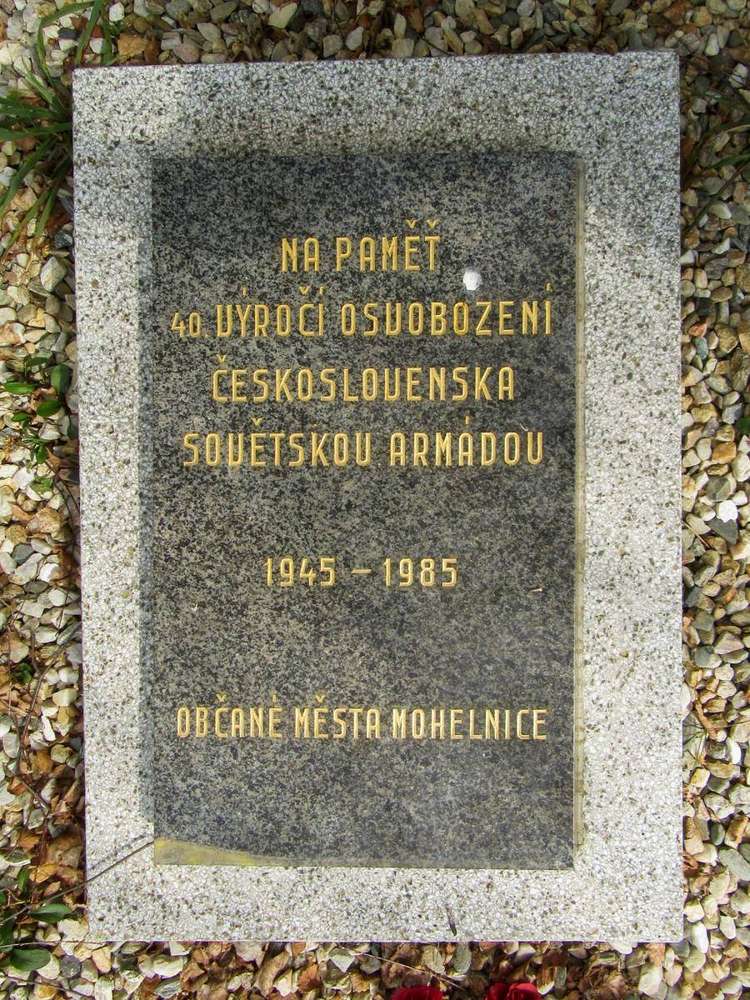 NA PAMĚŤ
40. VÝROČÍ OSVOBOZENÍ
ČESKOSLOVENSKA
SOVĚTSKOU ARMÁDOU
1945 – 1985
OBČANÉ MĚSTA MOHELNICE